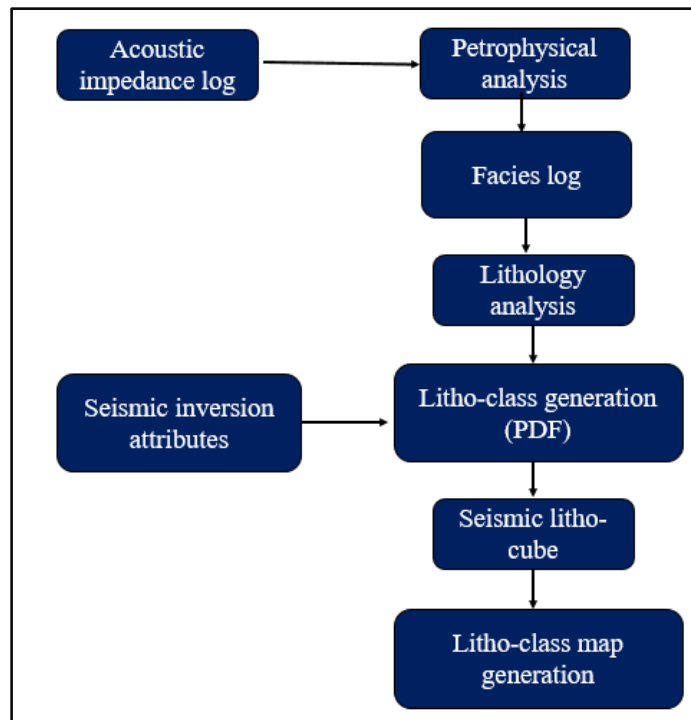 Acoustic
impedance log
Petrophysical
analysis
Facies log
Lithology
analysis
Seismic inversion
attributes
Litho-class generation
(PDF)
Seismic litho-
cube
Litho-class map
generation